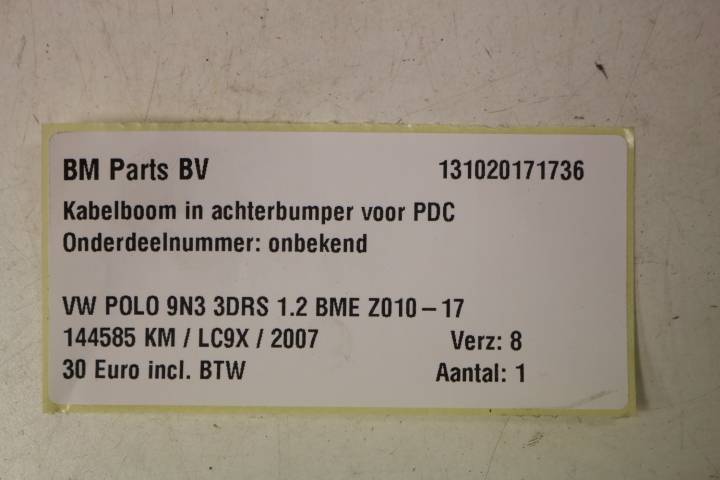 BM Parts BV 131020171736
Kabelboom in achterbumper voor PDC
Onderdeelnummer: onbekend
VW POLO 9N3 3DRS 1.2 BME Z010-17
144585 KM / LC9X / 2007 Verz: 8
30 Euro incl. BTW Aantal: 1